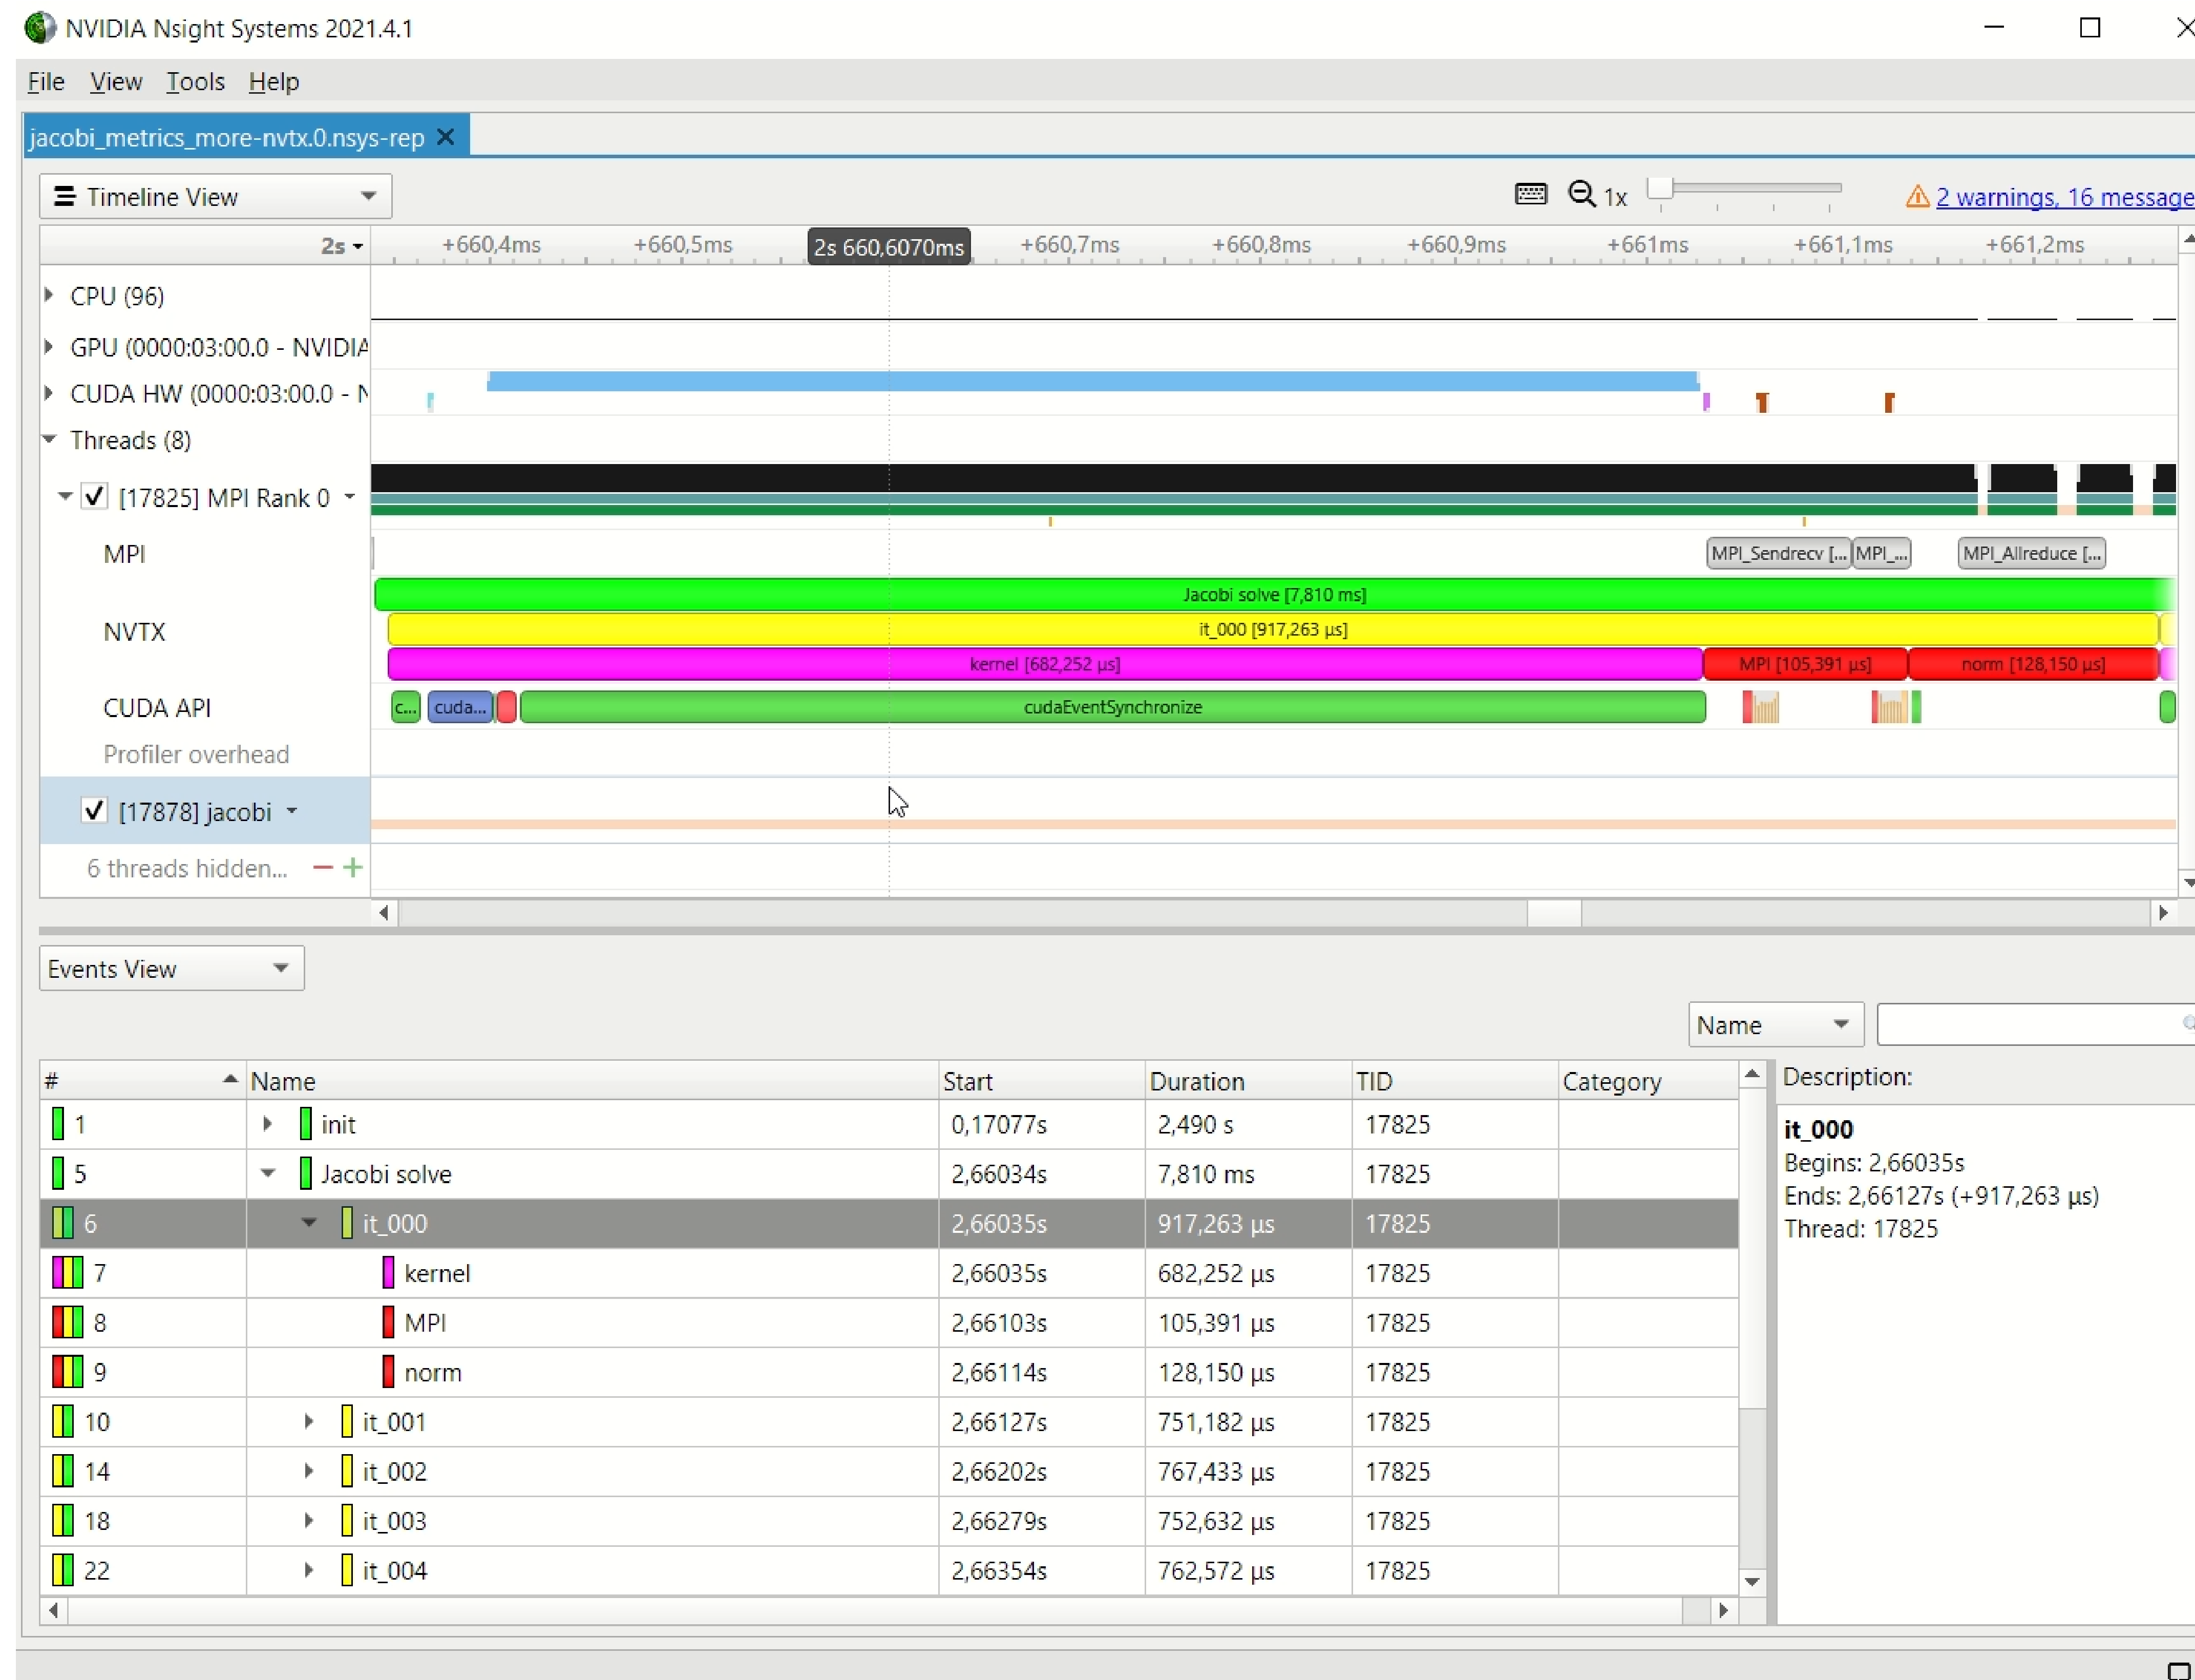 NVIDIA Nsight Systems 2021.4.1
File View Tools Help
jacobi_metrics_more-nvtx.0.nsys-rep
Timeline View
1x
2 warnings, 16 message
2s
+660,4ms +660,5ms 2s 660,6070ms +660,7ms +660,8ms +660,9ms +661ms +661,1ms +661,2ms
CPU (96)
GPU (0000:03:00.0 - NVIDIA
CUDA HW (0000:03:00.0 - N
Threads (8)
[17825] MPI Rank 0
MPI
MPI_Sendrecv [... MPI_... MPI_Allreduce [...
Jacobi solve [7,810 ms]
NVTX
it_000 [917,263 µs]
kernel [682,252 µs] MPI [105,391 µs] norm [128,150 µs]
CUDA API
c... cuda... cudaEventSynchronize
Profiler overhead
[17878] jacobi
6 threads hidden... − +
Events View
Name
# Name Start Duration TID Category
1 init 0,17077s 2,490 s 17825
5 Jacobi solve 2,66034s 7,810 ms 17825
6 it_000 2,66035s 917,263 µs 17825
7 kernel 2,66035s 682,252 µs 17825
8 MPI 2,66103s 105,391 µs 17825
9 norm 2,66114s 128,150 µs 17825
10 it_001 2,66127s 751,182 µs 17825
14 it_002 2,66202s 767,433 µs 17825
18 it_003 2,66279s 752,632 µs 17825
22 it_004 2,66354s 762,572 µs 17825
Description:
it_000
Begins: 2,66035s
Ends: 2,66127s (+917,263 µs)
Thread: 17825